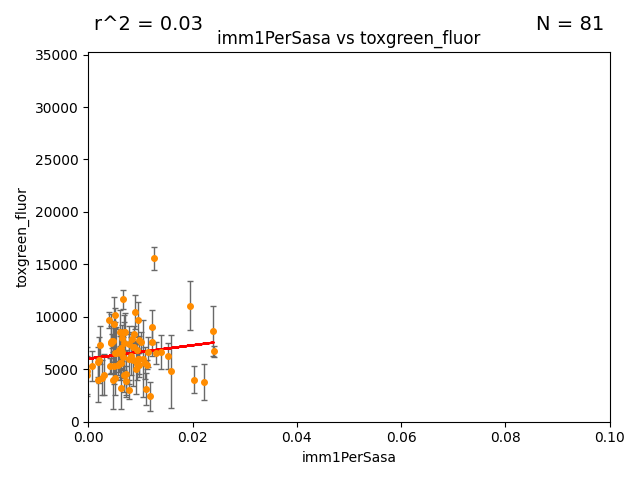 r^2 = 0.03
N = 81
imm1PerSasa vs toxgreen_fluor
35000
30000
25000
20000
15000
10000
5000
0
toxgreen_fluor
0.00
0.02
0.04
0.06
0.08
0.10
imm1PerSasa